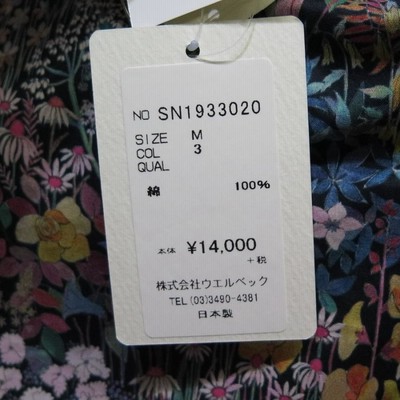 NO SN1933020
SIZE M
COL 3
QUAL
綿 100%
本体 ¥14,000
+税
株式会社ウエルベック
TEL (03)3490-4381
日本製